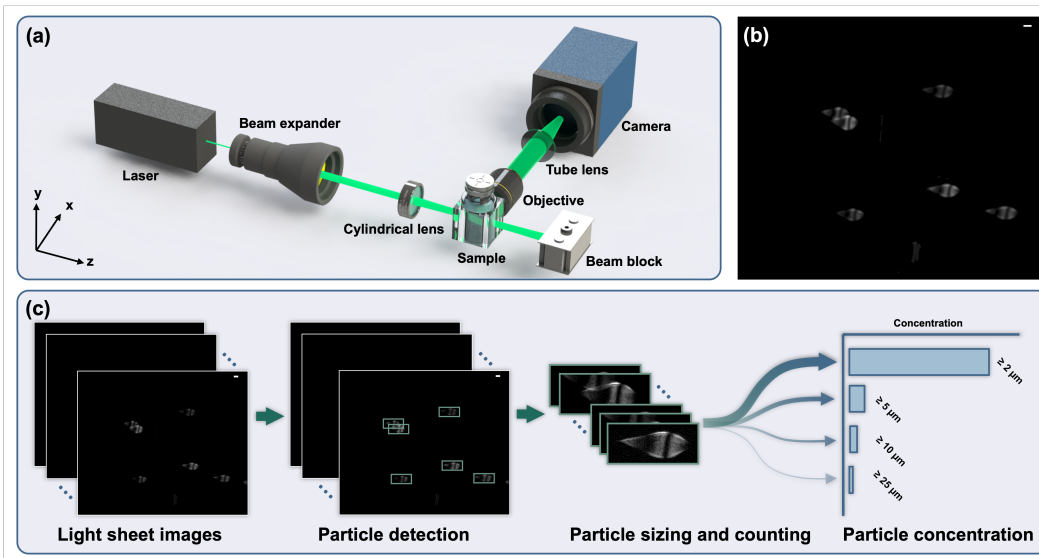 (a)
Laser
Beam expander
Cylindrical lens
Sample
Objective
Tube lens
Camera
Beam block
y
x
z
(b)
(c)
Light sheet images
Particle detection
Particle sizing and counting
Concentration
≥ 2 μm
≥ 5 μm
≥ 10 μm
≥ 25 μm
Particle concentration